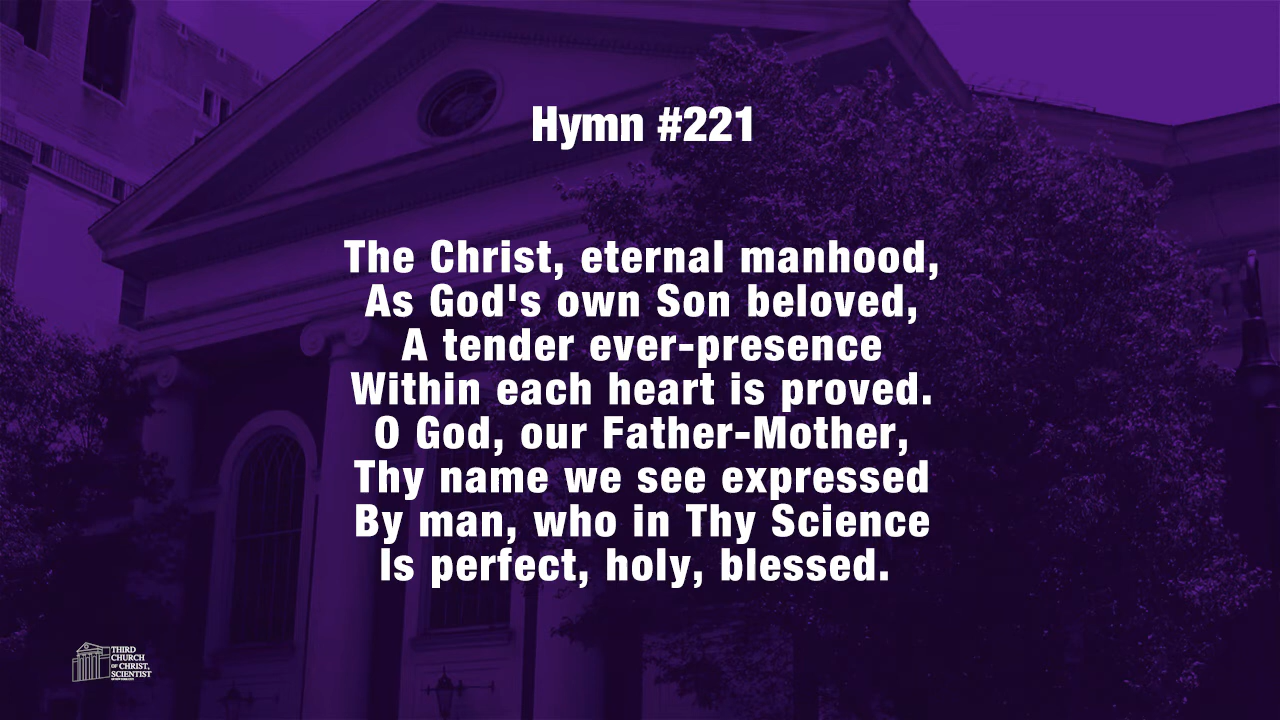 Hymn #221
The Christ, eternal manhood,
As God's own Son beloved,
A tender ever-presence
Within each heart is proved.
O God, our Father-Mother,
Thy name we see expressed
By man, who in Thy Science
Is perfect, holy, blessed.
THIRD
CHURCH
OF CHRIST,
SCIENTIST